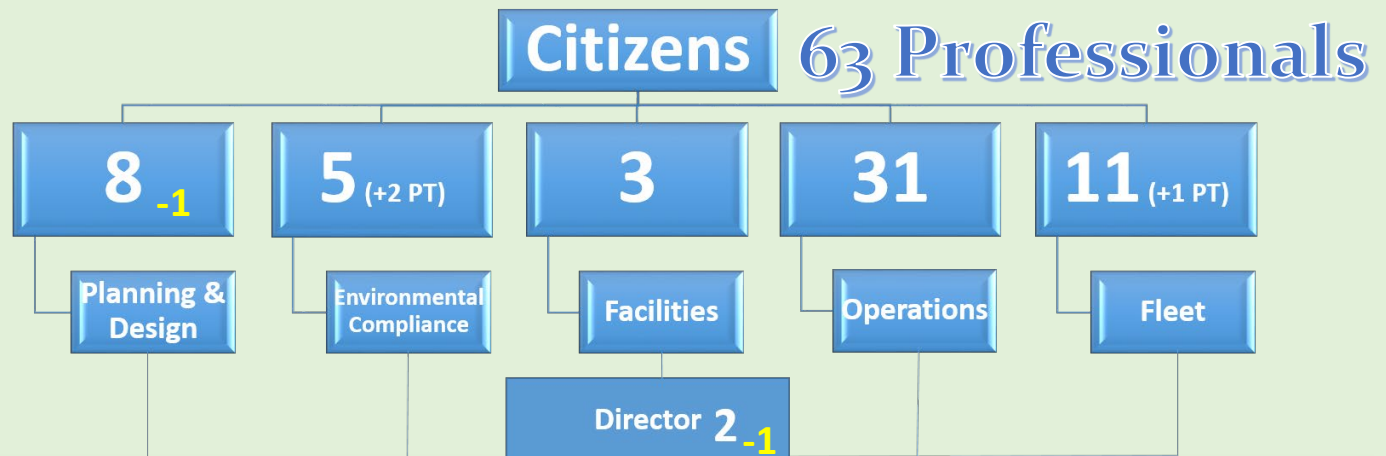 Citizens
63 Professionals
8 -1
5 (+2 PT)
3
31
11 (+1 PT)
Planning &
Design
Environmental
Compliance
Facilities
Operations
Fleet
Director 2 -1